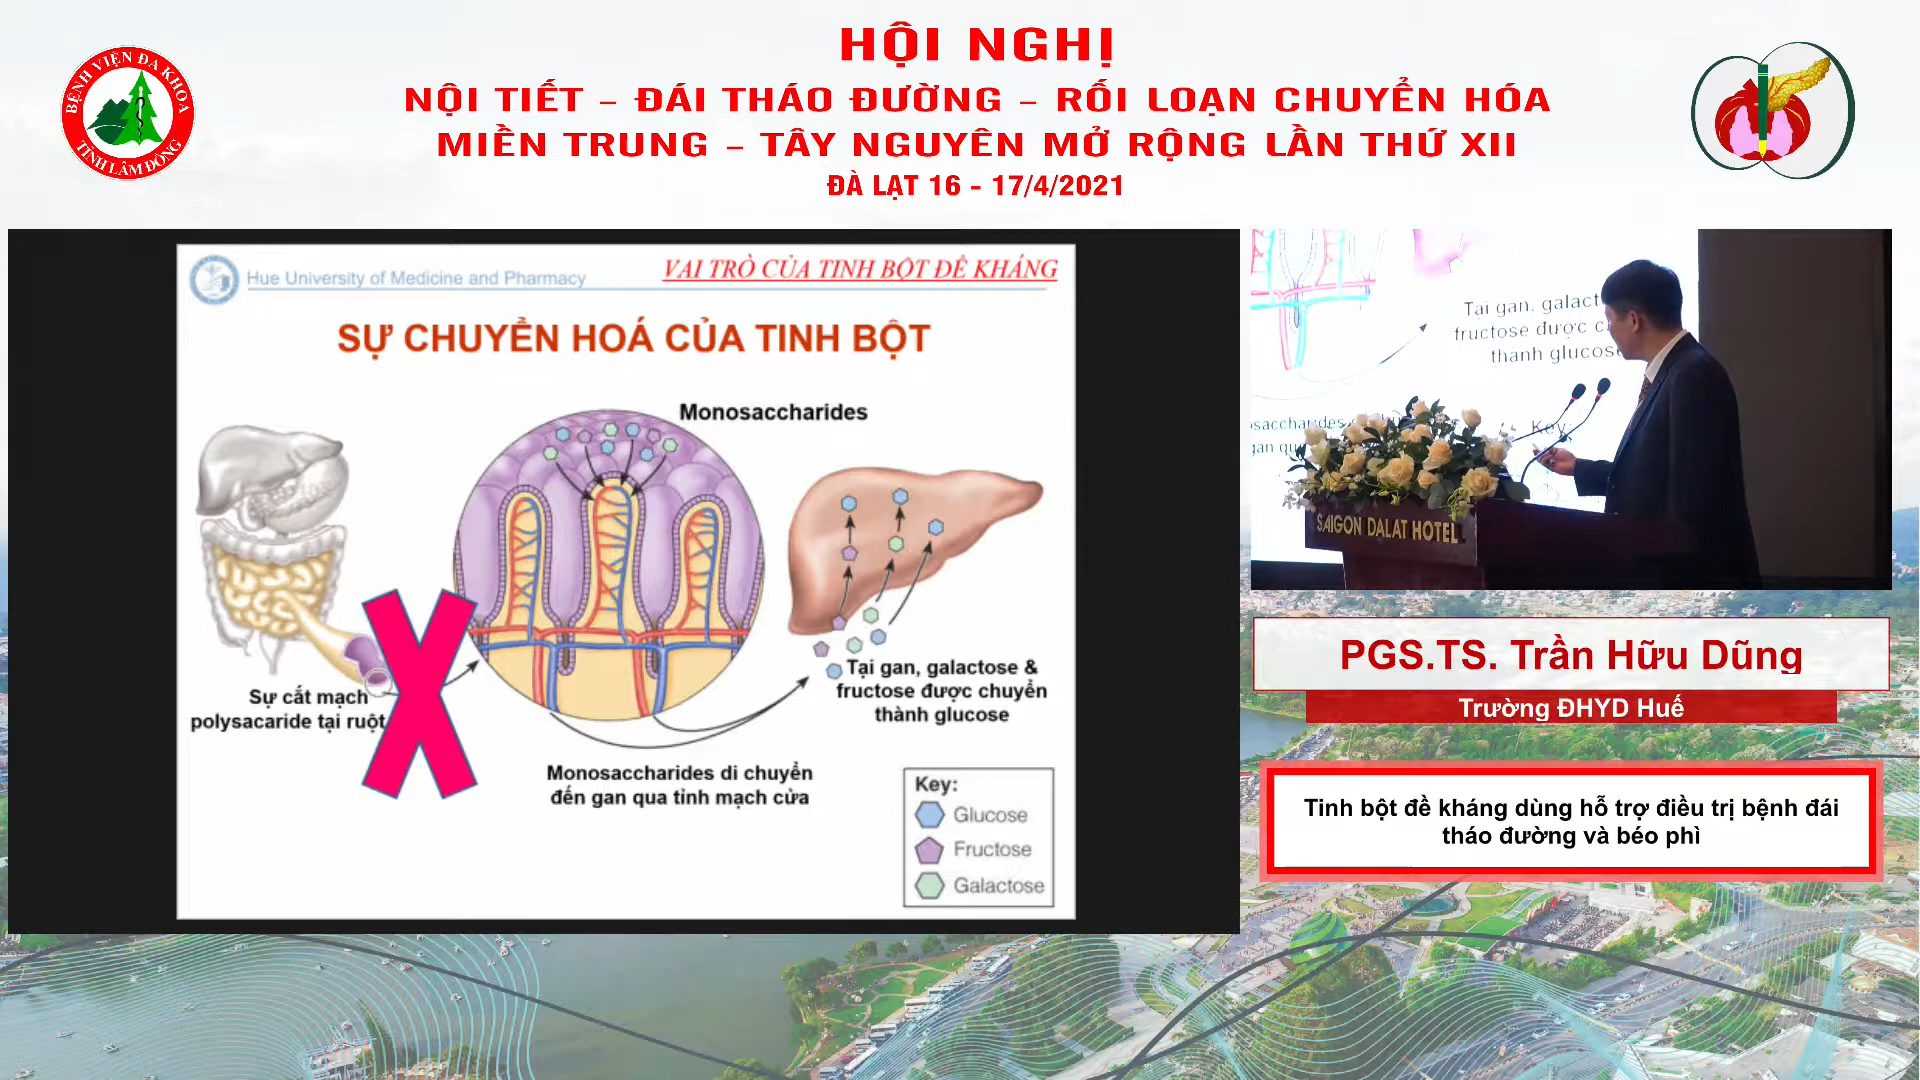 HỘI NGHỊ
NỘI TIẾT – ĐÁI THÁO ĐƯỜNG – RỐI LOẠN CHUYỂN HÓA
MIỀN TRUNG – TÂY NGUYÊN MỞ RỘNG LẦN THỨ XII
ĐÀ LẠT 16 - 17/4/2021
BỆNH VIỆN ĐA KHOA
TỈNH LÂM ĐỒNG
Hue University of Medicine and Pharmacy
VAI TRÒ CỦA TINH BỘT ĐỀ KHÁNG
SỰ CHUYỂN HOÁ CỦA TINH BỘT
Monosaccharides
Sự cắt mạch
polysacaride tại ruột
Tại gan, galactose &
fructose được chuyển
thành glucose
Monosaccharides di chuyển
đến gan qua tỉnh mạch cửa
Key:
Glucose
Fructose
Galactose
Tại gan, galact
fructose được c
thành glucose
Key:
SAIGON DALAT HOTEL
PGS.TS. Trần Hữu Dũng
Trường ĐHYD Huế
Tinh bột đề kháng dùng hỗ trợ điều trị bệnh đái
tháo đường và béo phì